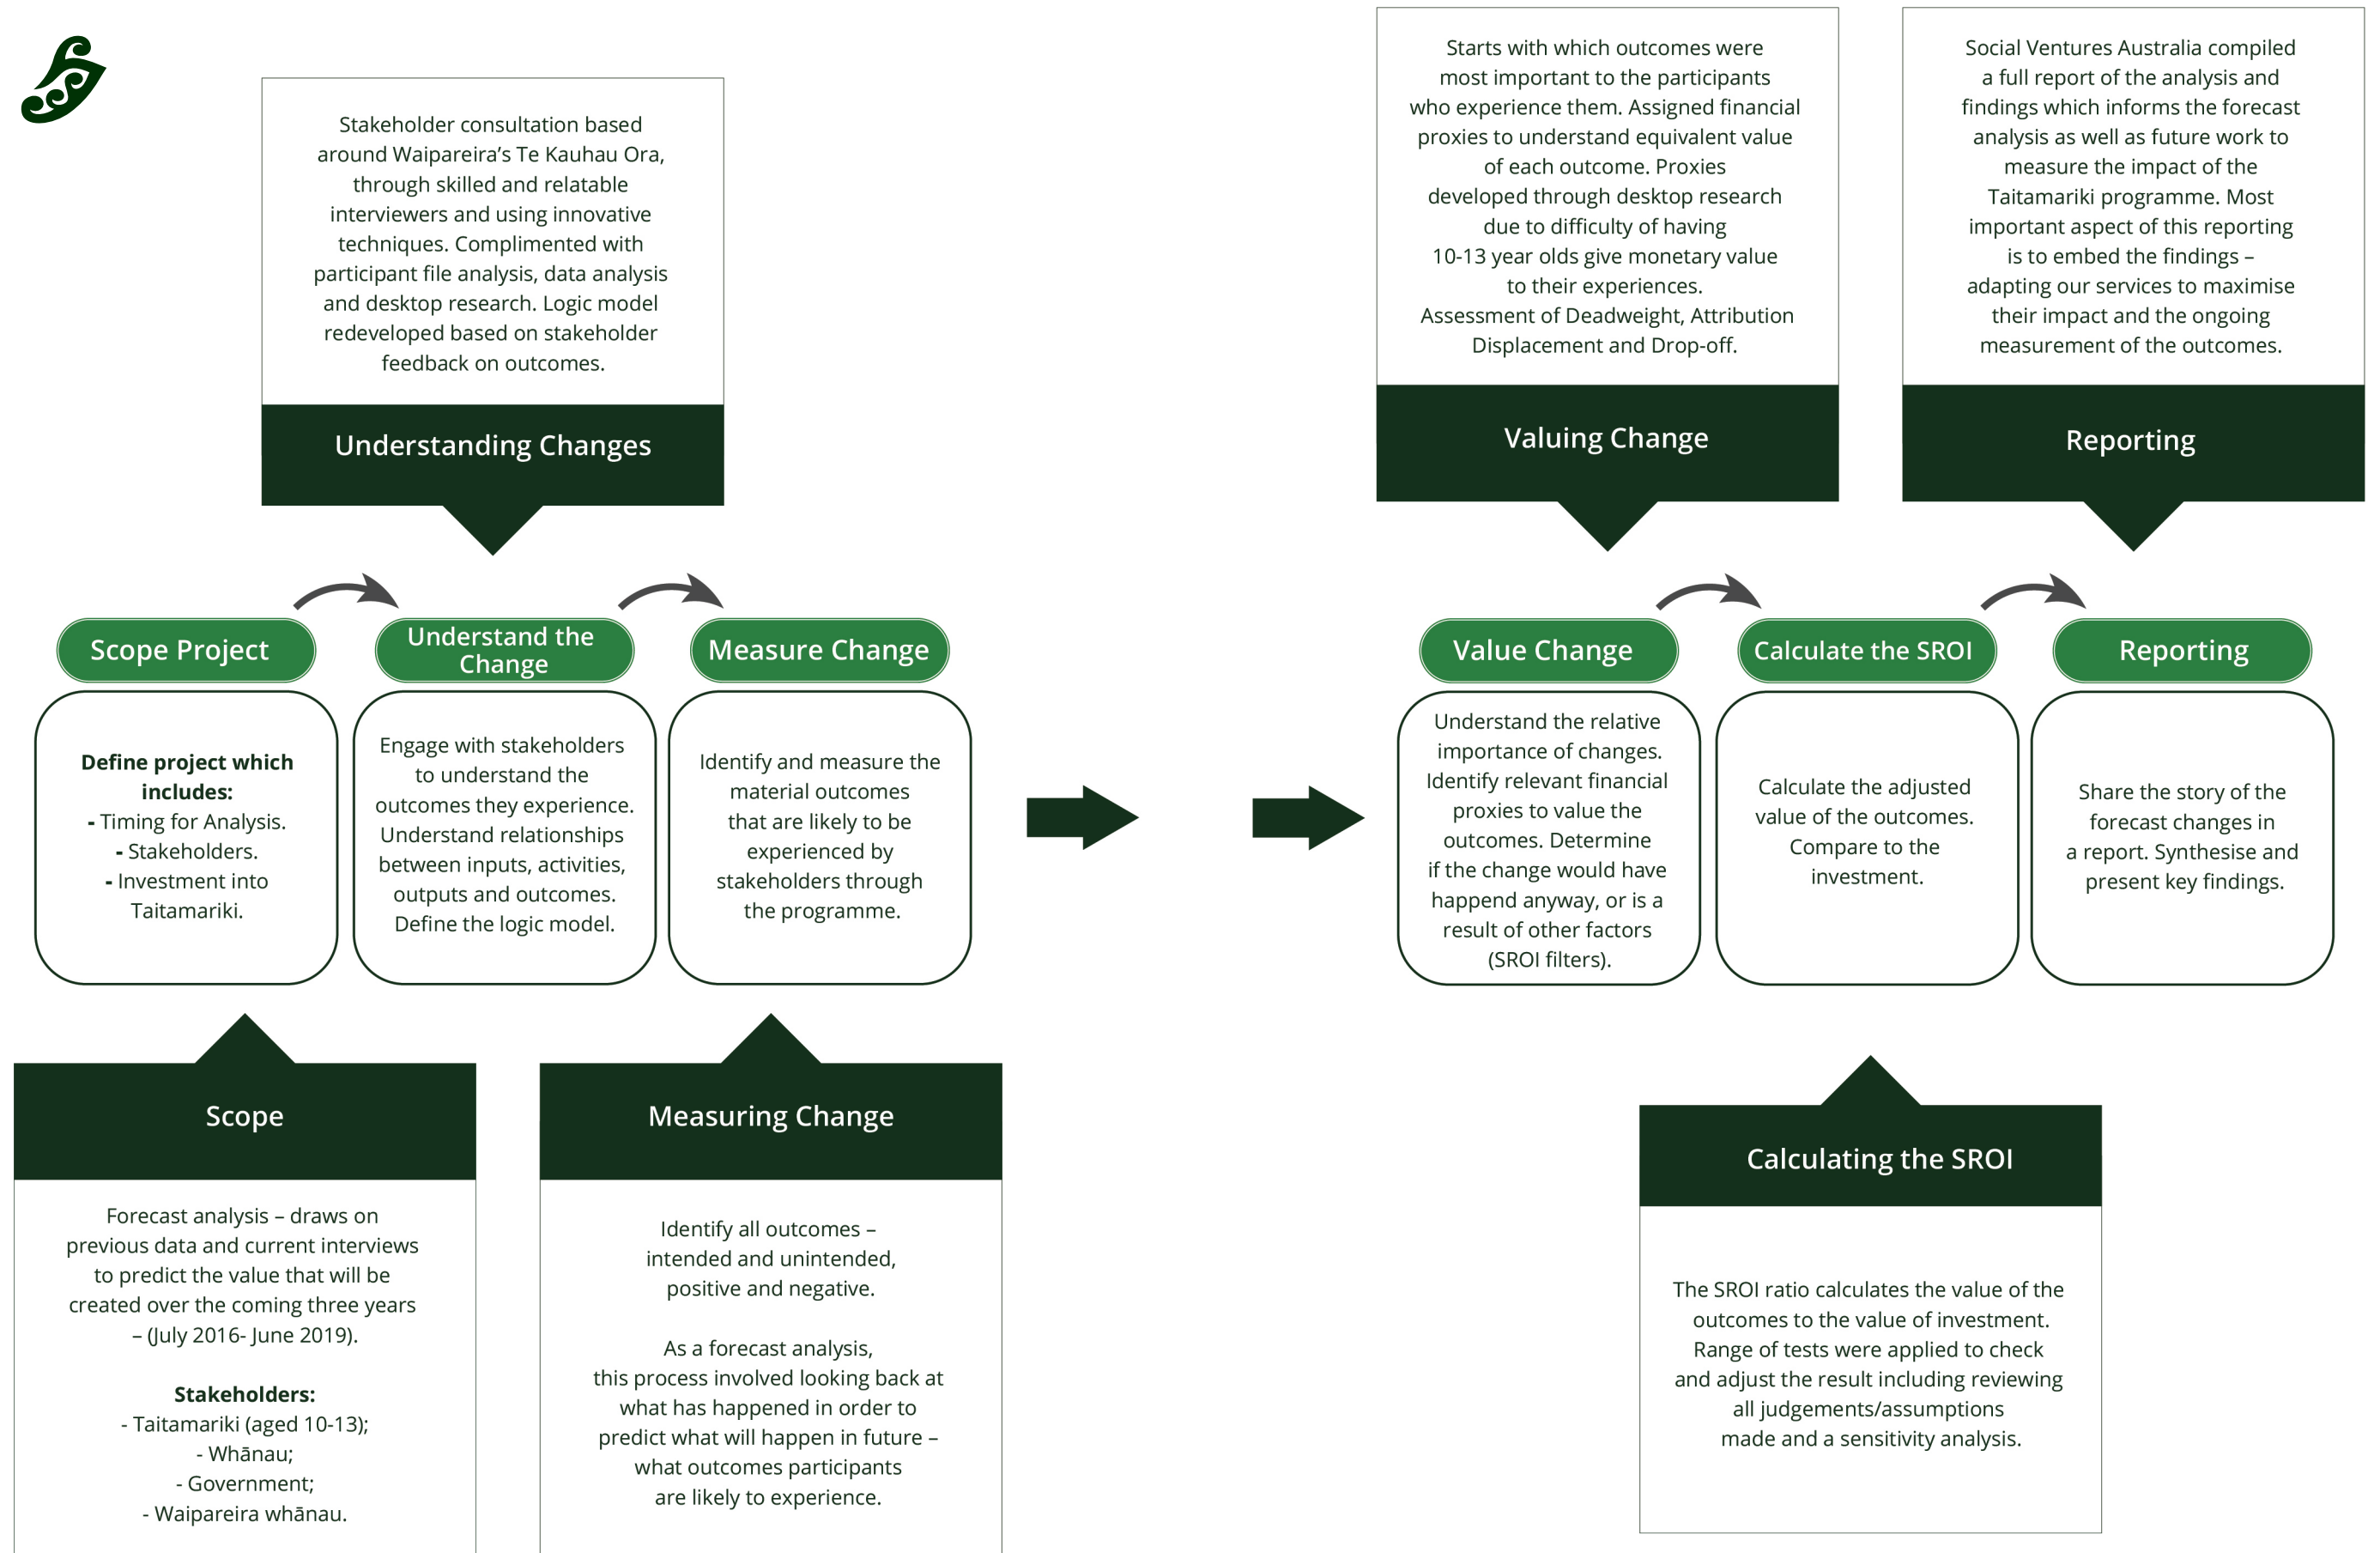 Stakeholder consultation based
around Waipareira’s Te Kauhau Ora,
through skilled and relatable
interviewers and using innovative
techniques. Complimented with
participant file analysis, data analysis
and desktop research. Logic model
redeveloped based on stakeholder
feedback on outcomes.
Understanding Changes
Scope Project
Define project which
includes:
- Timing for Analysis.
- Stakeholders.
- Investment into
Taitamariki.
Understand the
Change
Engage with stakeholders
to understand the
outcomes they experience.
Understand relationships
between inputs, activities,
outputs and outcomes.
Define the logic model.
Measure Change
Identify and measure the
material outcomes
that are likely to be
experienced by
stakeholders through
the programme.
Scope
Forecast analysis – draws on
previous data and current interviews
to predict the value that will be
created over the coming three years
– (July 2016- June 2019).
Stakeholders:
- Taitamariki (aged 10-13);
- Whānau;
- Government;
- Waipareira whānau.
Measuring Change
Identify all outcomes –
intended and unintended,
positive and negative.
As a forecast analysis,
this process involved looking back at
what has happened in order to
predict what will happen in future –
what outcomes participants
are likely to experience.
Starts with which outcomes were
most important to the participants
who experience them. Assigned financial
proxies to understand equivalent value
of each outcome. Proxies
developed through desktop research
due to difficulty of having
10-13 year olds give monetary value
to their experiences.
Assessment of Deadweight, Attribution
Displacement and Drop-off.
Valuing Change
Social Ventures Australia compiled
a full report of the analysis and
findings which informs the forecast
analysis as well as future work to
measure the impact of the
Taitamariki programme. Most
important aspect of this reporting
is to embed the findings –
adapting our services to maximise
their impact and the ongoing
measurement of the outcomes.
Reporting
Value Change
Understand the relative
importance of changes.
Identify relevant financial
proxies to value the
outcomes. Determine
if the change would have
happend anyway, or is a
result of other factors
(SROI filters).
Calculate the SROI
Calculate the adjusted
value of the outcomes.
Compare to the
investment.
Reporting
Share the story of the
forecast changes in
a report. Synthesise and
present key findings.
Calculating the SROI
The SROI ratio calculates the value of the
outcomes to the value of investment.
Range of tests were applied to check
and adjust the result including reviewing
all judgements/assumptions
made and a sensitivity analysis.